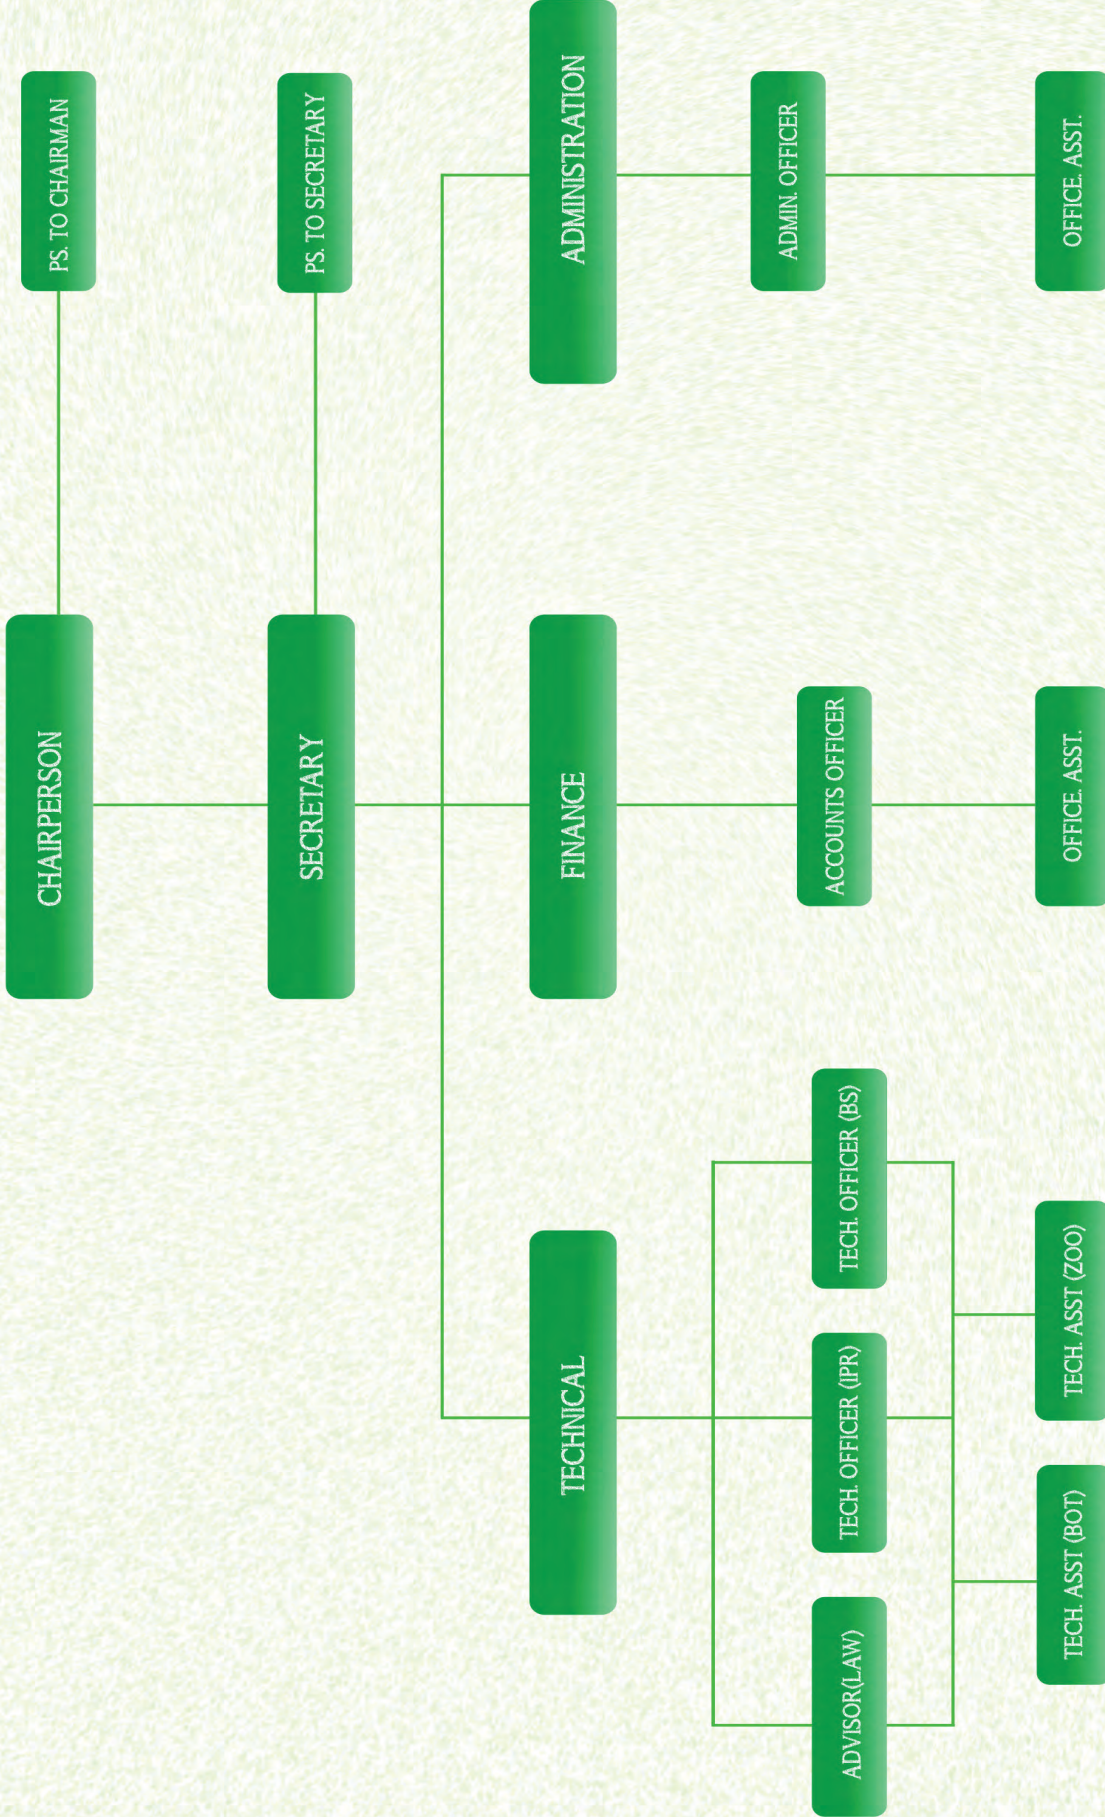 CHAIRPERSON
PS. TO CHAIRMAN
SECRETARY
PS. TO SECRETARY
TECHNICAL
FINANCE
ADMINISTRATION
ADVISOR(LAW)
TECH. OFFICER (IPR)
TECH. OFFICER (BS)
ACCOUNTS OFFICER
ADMIN. OFFICER
TECH. ASST (BOT)
TECH. ASST (ZOO)
OFFICE. ASST.
OFFICE. ASST.